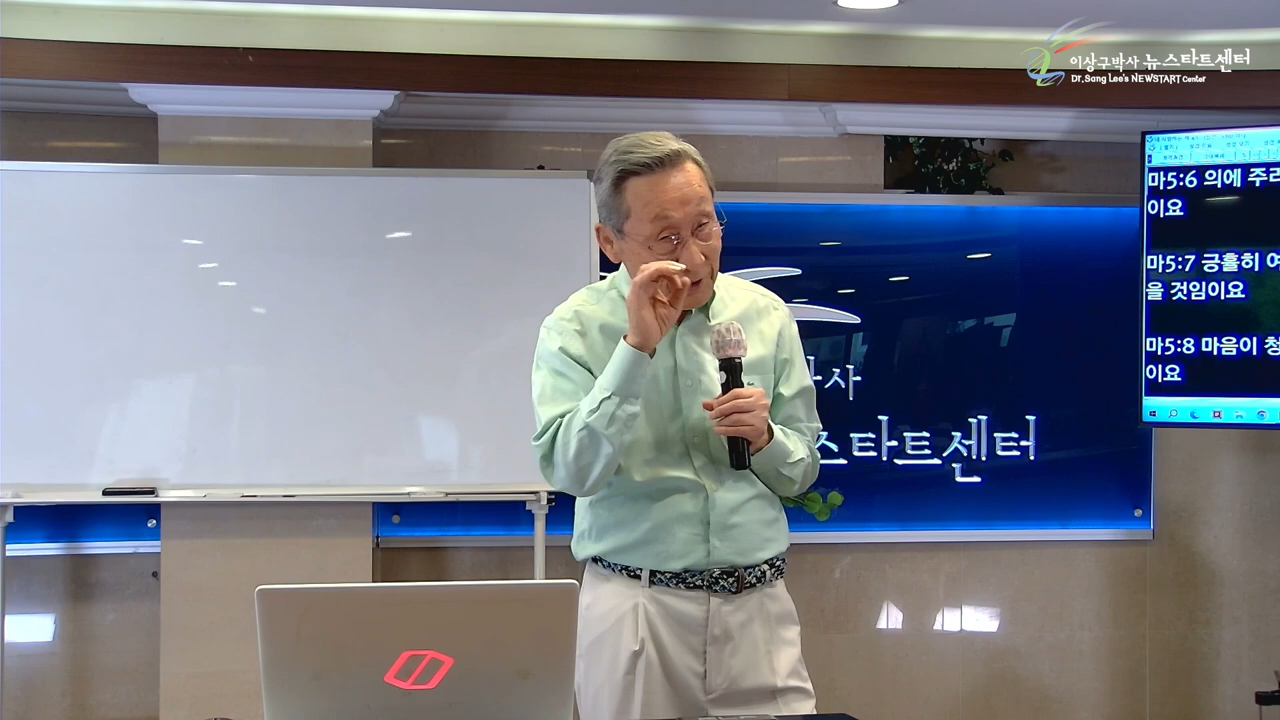 이상구박사 뉴스타트센터
Dr. Sang Lee's NEWSTART Center
마5:6 의에 주리
이요
마5:7 긍휼히 여
을 것임이요
마5:8 마음이 청
이요
사
스타트센터